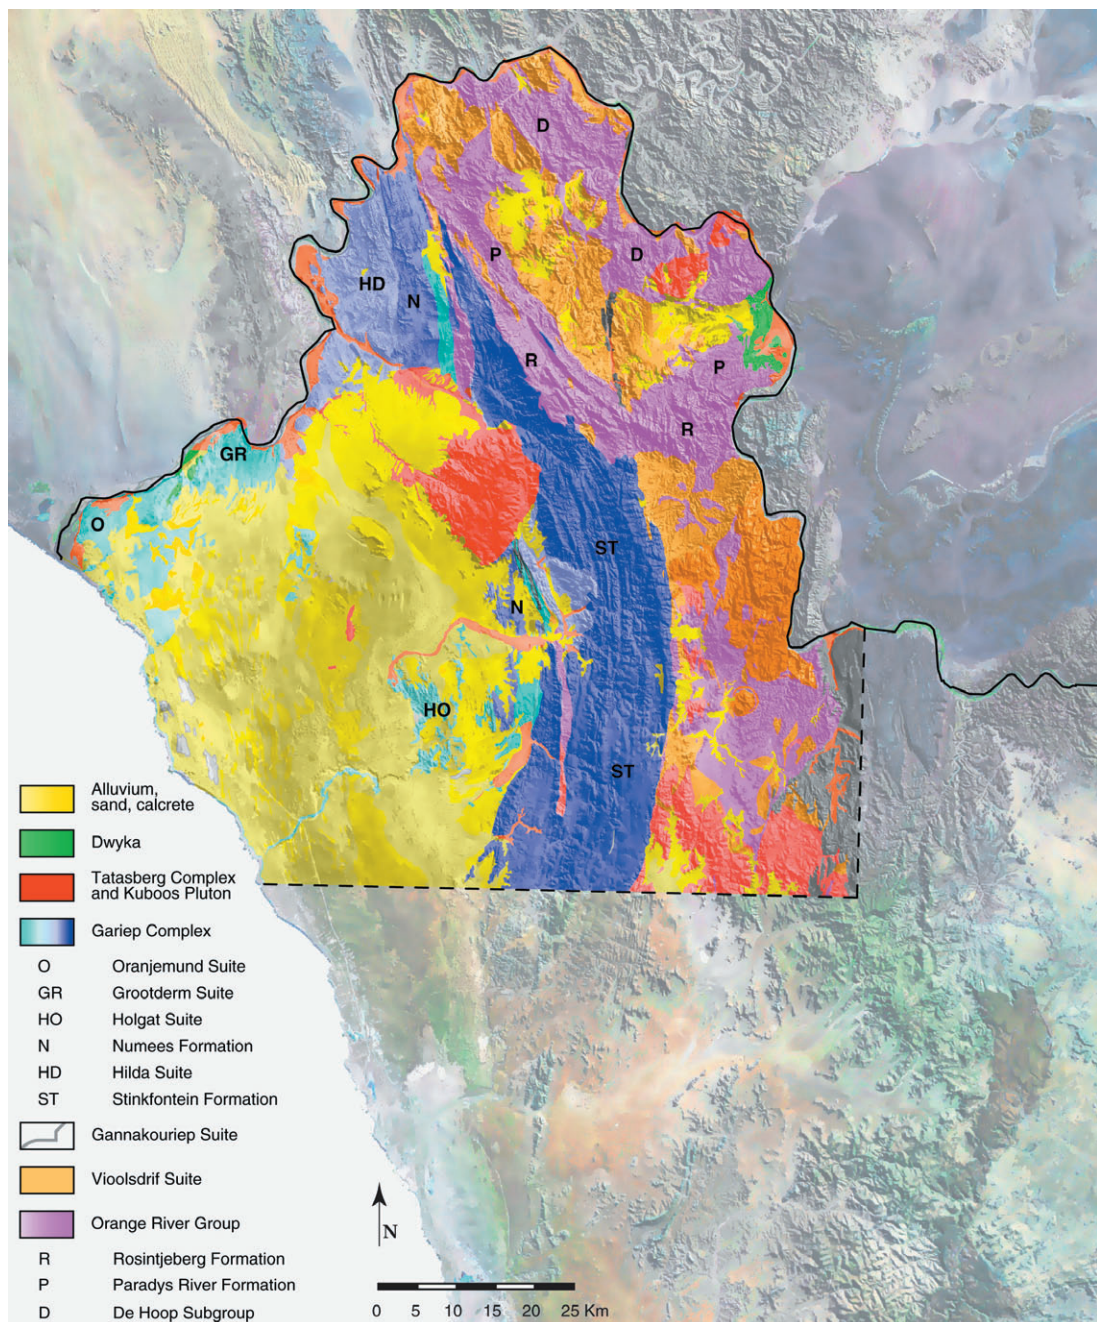 D
D
P
HD
N
R
P
R
GR
O
ST
N
HO
ST
Alluvium,
sand, calcrete
Dwyka
Tatasberg Complex
and Kuboos Pluton
Gariep Complex
O Oranjemund Suite
GR Grootderm Suite
HO Holgat Suite
N Numees Formation
HD Hilda Suite
ST Stinkfontein Formation
Gannakouriep Suite
Vioolsdrif Suite
Orange River Group
R Rosintjeberg Formation
P Paradys River Formation
D De Hoop Subgroup
N
0 5 10 15 20 25 Km